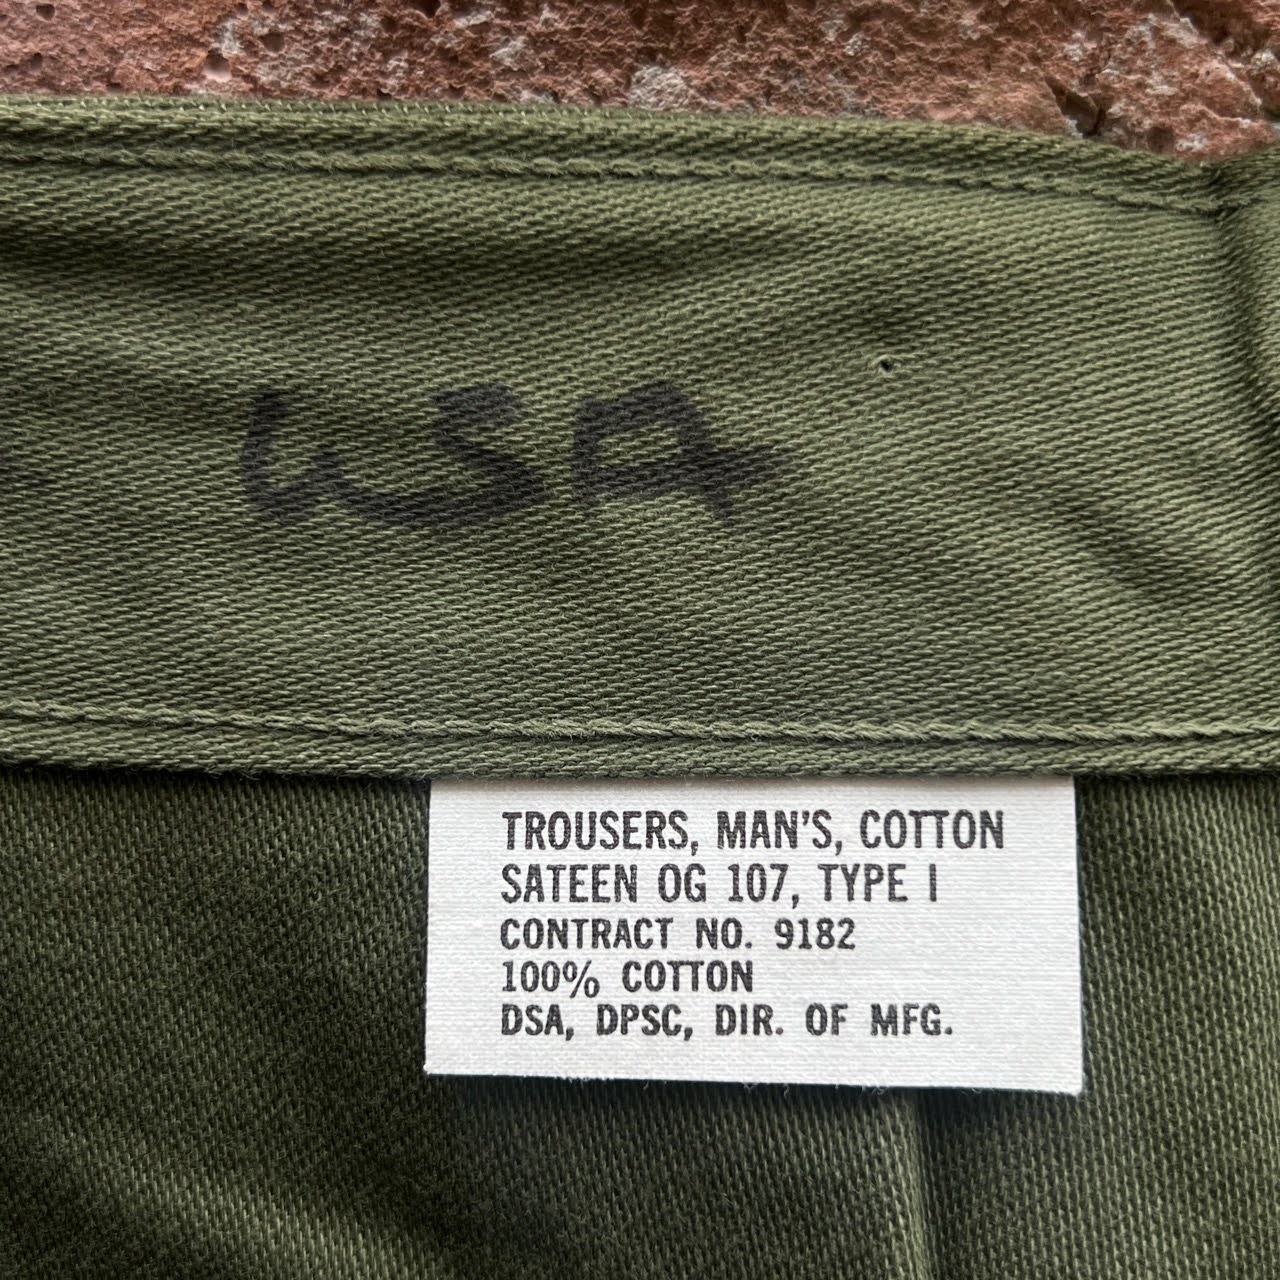 USA
TROUSERS, MAN'S, COTTON
SATEEN OG 107, TYPE I
CONTRACT NO. 9182
100% COTTON
DSA, DPSC, DIR. OF MFG.